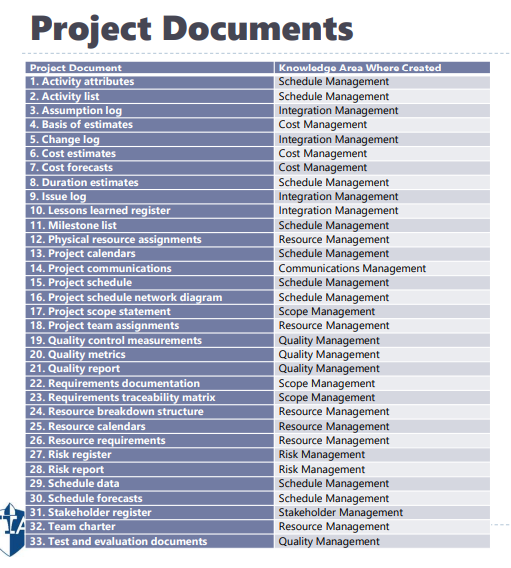 Project Documents
Project Document Knowledge Area Where Created
1. Activity attributes Schedule Management
2. Activity list Schedule Management
3. Assumption log Integration Management
4. Basis of estimates Cost Management
5. Change log Integration Management
6. Cost estimates Cost Management
7. Cost forecasts Cost Management
8. Duration estimates Schedule Management
9. Issue log Integration Management
10. Lessons learned register Integration Management
11. Milestone list Schedule Management
12. Physical resource assignments Resource Management
13. Project calendars Schedule Management
14. Project communications Communications Management
15. Project schedule Schedule Management
16. Project schedule network diagram Schedule Management
17. Project scope statement Scope Management
18. Project team assignments Resource Management
19. Quality control measurements Quality Management
20. Quality metrics Quality Management
21. Quality report Quality Management
22. Requirements documentation Scope Management
23. Requirements traceability matrix Scope Management
24. Resource breakdown structure Resource Management
25. Resource calendars Resource Management
26. Resource requirements Resource Management
27. Risk register Risk Management
28. Risk report Risk Management
29. Schedule data Schedule Management
30. Schedule forecasts Schedule Management
31. Stakeholder register Stakeholder Management
32. Team charter Resource Management
33. Test and evaluation documents Quality Management